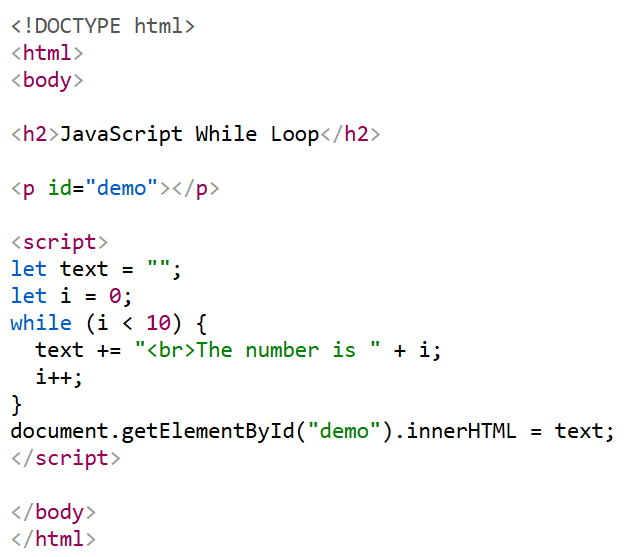 <!DOCTYPE html>
<html>
<body>

<h2>JavaScript While Loop</h2>

<p id="demo"></p>

<script>
let text = "";
let i = 0;
while (i < 10) {
  text += "<br>The number is " + i;
  i++;
}
document.getElementById("demo").innerHTML = text;
</script>

</body>
</html>